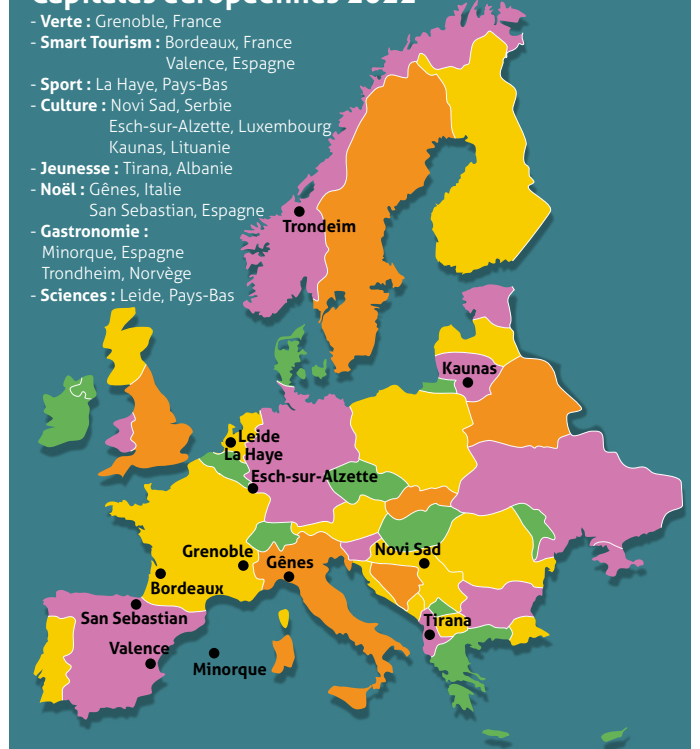 Capitales européennes 2022
- Verte : Grenoble, France
- Smart Tourism : Bordeaux, France
Valence, Espagne
- Sport : La Haye, Pays-Bas
- Culture : Novi Sad, Serbie
Esch-sur-Alzette, Luxembourg
Kaunas, Lituanie
- Jeunesse : Tirana, Albanie
- Noël : Gênes, Italie
San Sebastian, Espagne
- Gastronomie :
Minorque, Espagne
Trondheim, Norvège
- Sciences : Leide, Pays-Bas
Trondeim
Kaunas
Leide
La Haye
Esch-sur-Alzette
Grenoble
Gênes
Novi Sad
Bordeaux
San Sebastian
Tirana
Valence
Minorque